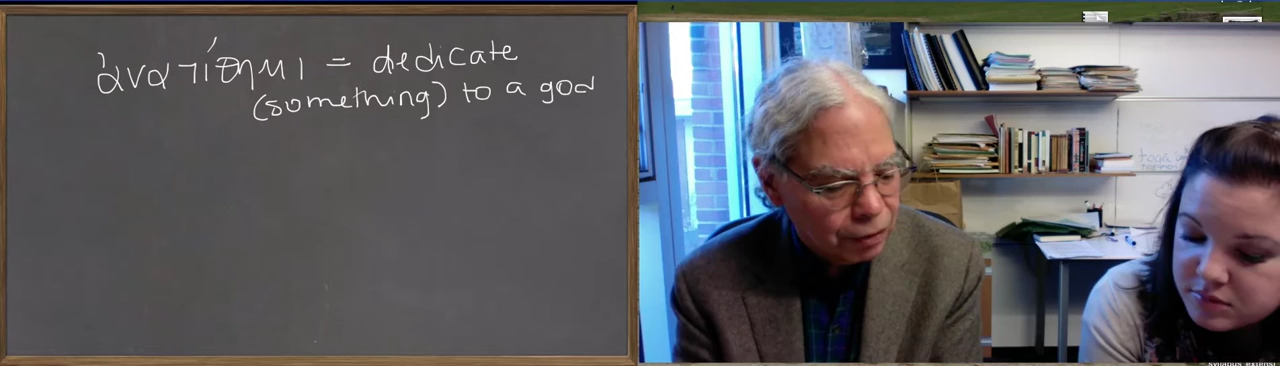 ἀνατίθημι = dedicate
(something) to a god